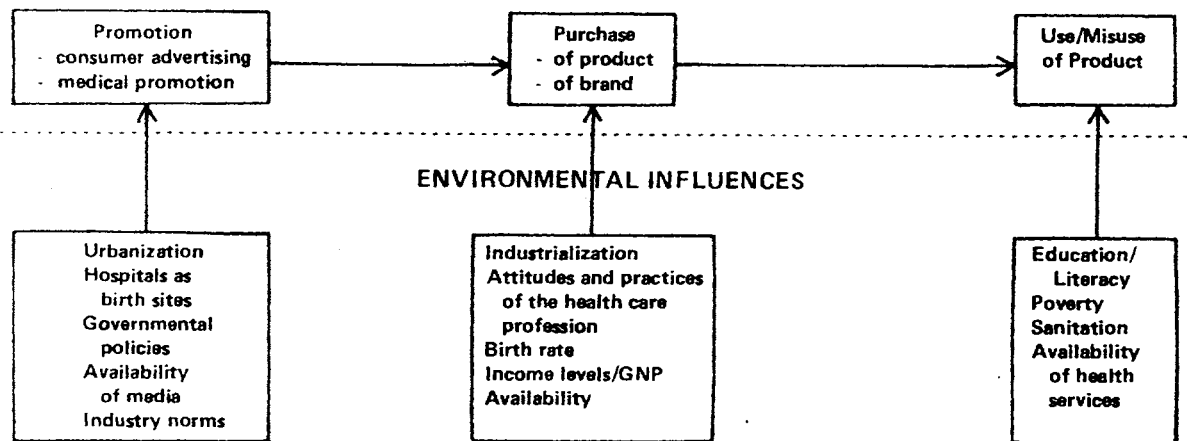 Promotion
- consumer advertising
- medical promotion
Purchase
- of product
- of brand
Use/Misuse
of Product
ENVIRONMENTAL INFLUENCES
Urbanization
Hospitals as
birth sites
Governmental
policies
Availability
of media
Industry norms
Industrialization
Attitudes and practices
of the health care
profession
Birth rate
Income levels/GNP
Availability
Education/
Literacy
Poverty
Sanitation
Availability
of health
services